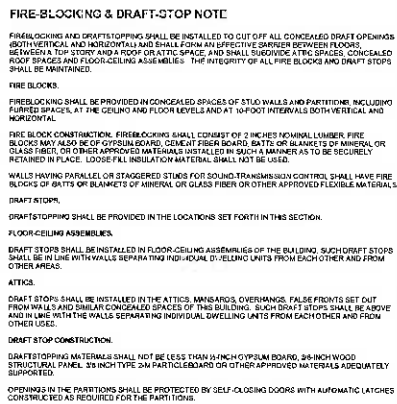 FIRE-BLOCKING & DRAFT-STOP NOTE
FIREBLOCKING AND DRAFTSTOPPING SHALL BE INSTALLED TO CUT OFF ALL CONCEALED DRAFT OPENINGS
(BOTH VERTICAL AND HORIZONTAL) AND SHALL FORM AN EFFECTIVE BARRIER BETWEEN FLOORS,
BETWEEN A TOP STORY AND A ROOF OR ATTIC SPACE, AND SHALL SUBDIVIDE ATTIC SPACES, CONCEALED
ROOF SPACES AND FLOOR-CEILING ASSEMBLIES. THE INTEGRITY OF ALL FIRE BLOCKS AND DRAFT STOPS
SHALL BE MAINTAINED.
FIRE BLOCKS.
FIREBLOCKING SHALL BE PROVIDED IN CONCEALED SPACES OF STUD WALLS AND PARTITIONS, INCLUDING
FURRED SPACES, AT THE CEILING AND FLOOR LEVELS AND AT 10-FOOT INTERVALS BOTH VERTICAL AND
HORIZONTAL
FIRE BLOCK CONSTRUCTION. FIREBLOCKING SHALL CONSIST OF 2 INCHES NOMINAL LUMBER. FIRE
BLOCKS MAY ALSO BE OF GYPSUM BOARD, CEMENT FIBER BOARD, BATTS OR BLANKETS OF MINERAL OR
GLASS FIBER, OR OTHER APPROVED MATERIALS INSTALLED IN SUCH A MANNER AS TO BE SECURELY
RETAINED IN PLACE. LOOSE-FILL INSULATION MATERIAL SHALL NOT BE USED.
WALLS HAVING PARALLEL OR STAGGERED STUDS FOR SOUND-TRANSMISSION CONTROL SHALL HAVE FIRE
BLOCKS OF BATTS OR BLANKETS OF MINERAL OR GLASS FIBER OR OTHER APPROVED FLEXIBLE MATERIALS
DRAFT STOPS.
DRAFTSTOPPING SHALL BE PROVIDED IN THE LOCATIONS SET FORTH IN THIS SECTION.
FLOOR-CEILING ASSEMBLIES.
DRAFT STOPS SHALL BE INSTALLED IN FLOOR-CEILING ASSEMBLIES OF THE BUILDING. SUCH DRAFT STOPS
SHALL BE IN LINE WITH WALLS SEPARATING INDIVIDUAL DWELLING UNITS FROM EACH OTHER AND FROM
OTHER AREAS.
ATTICS.
DRAFT STOPS SHALL BE INSTALLED IN THE ATTICS, MANSARDS, OVERHANGS, FALSE FRONTS SET OUT
FROM WALLS AND SIMILAR CONCEALED SPACES OF THIS BUILDING. SUCH DRAFT STOPS SHALL BE ABOVE
AND IN LINE WITH THE WALLS SEPARATING INDIVIDUAL DWELLING UNITS FROM EACH OTHER AND FROM
OTHER USES.
DRAFT STOP CONSTRUCTION.
DRAFTSTOPPING MATERIALS SHALL NOT BE LESS THAN ½-INCH GYPSUM BOARD, 3/8-INCH WOOD
STRUCTURAL PANEL 3/8 INCH TYPE 2-M PARTICLEBOARD OR OTHER APPROVED MATERIALS ADEQUATELY
SUPPORTED.
OPENINGS IN THE PARTITIONS SHALL BE PROTECTED BY SELF-CLOSING DOORS WITH AUTOMATIC LATCHES
CONSTRUCTED AS REQUIRED FOR THE PARTITIONS.